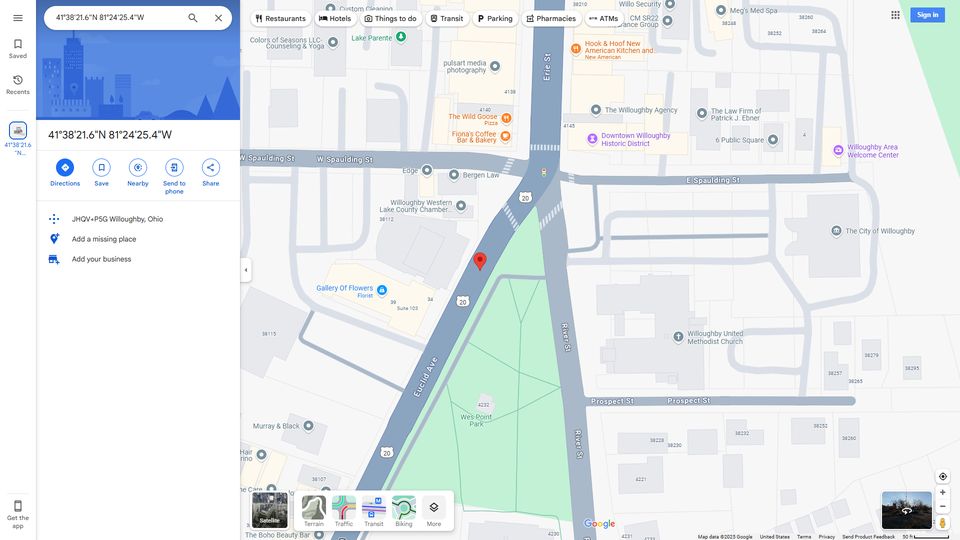 41°38'21.6"N 81°24'25.4"W
Restaurants
Hotels
Things to do
Transit
Parking
Pharmacies
ATMs
Sign in
Saved
Recents
41°38'21.6
"N...
Get the
app
41°38'21.6"N 81°24'25.4"W
Directions
Save
Nearby
Send to
phone
Share
JHQV+P5G Willoughby, Ohio
Add a missing place
Add your business
Custom Cleaning
Colors of Seasons LLC-
Counseling & Yoga
Lake Parente
pulsart media
photography
4138
4140
The Wild Goose
Pizza
Fiona's Coffee
Bar & Bakery
Erie St
Willo Security
CM SR22
Meg's Med Spa
38252
38264
Hook & Hoof New
American Kitchen and...
New American
The Willoughby Agency
4145
The Law Firm of
Patrick J. Ebner
Downtown Willoughby
Historic District
6 Public Square
Willoughby Area
Welcome Center
W Spaulding St
W Spaulding St
Edge
Bergen Law
E Spaulding St
20
Willoughby Western
Lake County Chamber...
38112
The City of Willoughby
Gallery Of Flowers
Florist
39
34
Suite 103
20
38115
Euclid Ave
River St
Willoughby United
Methodist Church
38279
38295
38257
38265
4232
Wes Point
Park
Prospect St
Prospect St
Murray & Black
20
River St
38228
38230
38232
38252
38260
4221
Hair
38107
The Boho Beauty Bar
Satellite
Terrain
Traffic
Transit
Biking
More
Google
Map data ©2025 Google
United States
Terms
Privacy
Send Product Feedback
50 ft